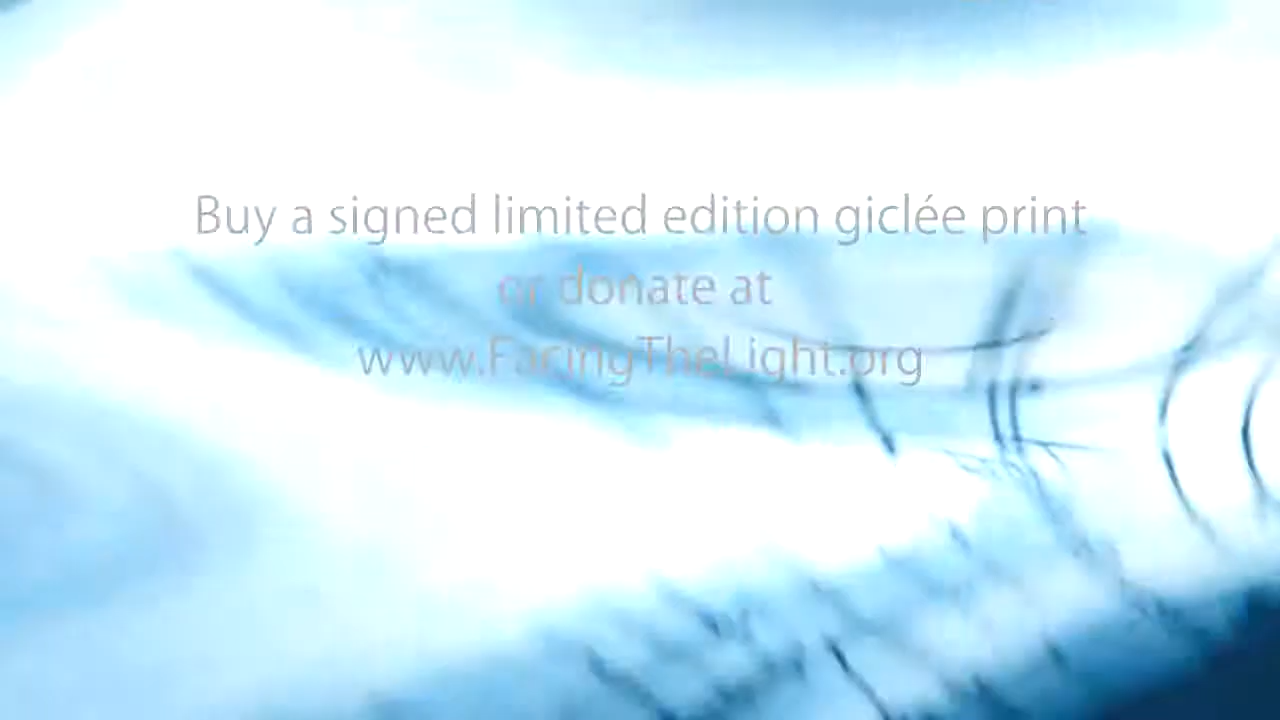 Buy a signed limited edition giclée print
or donate at
www.FacingTheLight.org